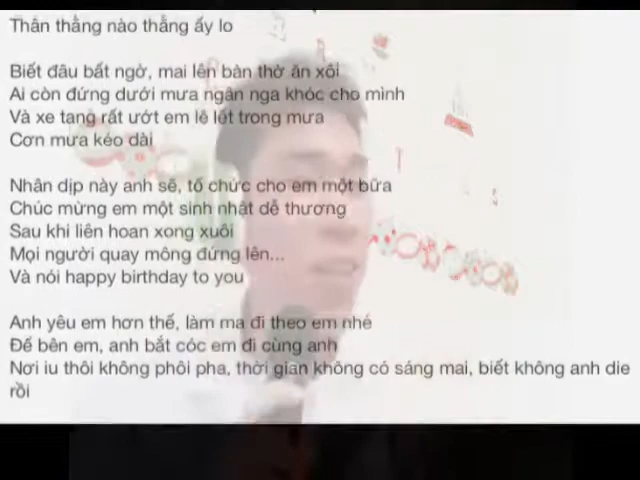 Thân thằng nào thằng ấy lo
Biết đâu bất ngờ, mai lên bàn thờ ăn xôi
Ai còn đứng dưới mưa ngân nga khóc cho mình
Và xe tang rất ướt em lê lết trong mưa
Cơn mưa kéo dài
Nhân dịp này anh sẽ, tổ chức cho em một bữa
Chúc mừng em một sinh nhật dễ thương
Sau khi liên hoan xong xuôi
Mọi người quay mông đứng lên...
Và nói happy birthday to you
Anh yêu em hơn thế, làm ma đi theo em nhé
Để bên em, anh bắt cóc em đi cùng anh
Nơi iu thôi không phôi pha, thời gian không có sáng mai, biết không anh die
rồi